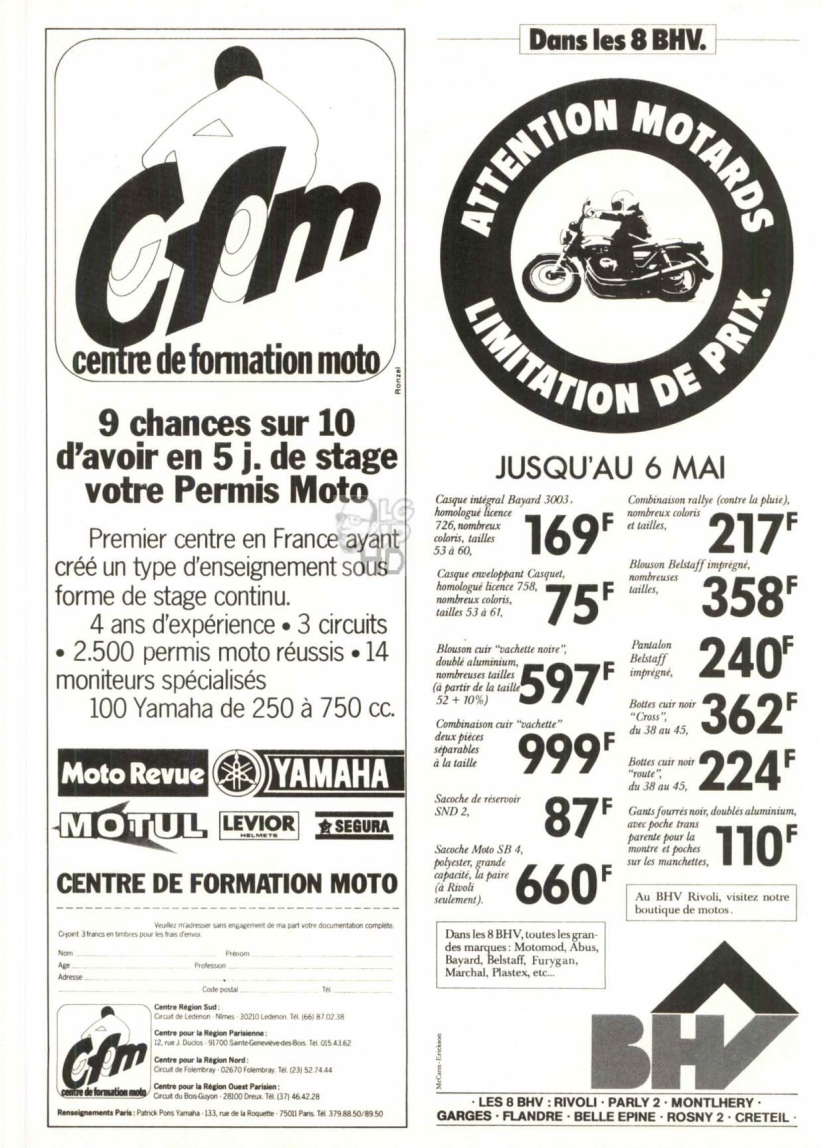 Cfm
centre de formation moto
Ronzel
9 chances sur 10
d'avoir en 5 j. de stage
votre Permis Moto
Premier centre en France ayant
créé un type d'enseignement sous
forme de stage continu.
4 ans d'expérience • 3 circuits
• 2.500 permis moto réussis • 14
moniteurs spécialisés
100 Yamaha de 250 à 750 cc.
Moto Revue
YAMAHA
MOTUL
LEVIOR
HELMETS
SEGURA
CENTRE DE FORMATION MOTO
Veuillez m'adresser sans engagement de ma part votre documentation complète.
Ci-joint 3 francs en timbres pour les frais d'envoi.
Nom Prénom
Age Profession
Adresse
Code postal Tél.
Cfm
centre de formation moto
Centre Région Sud :
Circuit de Ledenon - Nîmes - 30210 Ledenon. Tél. (66) 87.02.38
Centre pour la Région Parisienne :
12, rue J. Duclos - 91700 Sainte-Geneviève-des-Bois. Tél. 015.43.62
Centre pour la Région Nord :
Circuit de Folembray - 02670 Folembray. Tél. (23) 52.74.44
Centre pour la Région Ouest Parisien :
Circuit du Bois-Guyon - 28100 Dreux. Tél. (37) 46.42.28
Renseignements Paris : Patrick Pons Yamaha - 133, rue de la Roquette - 75011 Paris. Tél. 379.88.50/89.50
Dans les 8 BHV.
ATTENTION MOTARDS
LIMITATION DE PRIX.
JUSQU'AU 6 MAI
Casque intégral Bayard 3003,
homologué licence
726, nombreux
coloris, tailles
53 à 60,
169F
Casque enveloppant Casquet,
homologué licence 758,
nombreux coloris,
tailles 53 à 61,
75F
Blouson cuir "vachette noire",
doublé aluminium,
nombreuses tailles
(à partir de la taille
52 + 10%)
597F
Combinaison cuir "vachette"
deux pièces
séparables
à la taille
999F
Sacoche de réservoir
SND 2,
87F
Sacoche Moto SB 4,
polyester, grande
capacité, la paire
(à Rivoli
seulement).
660F
Dans les 8 BHV, toutes les gran-
des marques : Motomod, Abus,
Bayard, Belstaff, Furygan,
Marchal, Plastex, etc...
Combinaison rallye (contre la pluie),
nombreux coloris
et tailles,
217F
Blouson Belstaff imprégné,
nombreuses
tailles,
358F
Pantalon
Belstaff
imprégné,
240F
Bottes cuir noir
"Cross",
du 38 au 45,
362F
Bottes cuir noir
"route",
du 38 au 45,
224F
Gants fourrés noir, doublés aluminium,
avec poche trans
parente pour la
montre et poches
sur les manchettes,
110F
Au BHV Rivoli, visitez notre
boutique de motos.
McCann-Erickson
BHV
· LES 8 BHV : RIVOLI · PARLY 2 · MONTLHERY ·
GARGES · FLANDRE · BELLE EPINE · ROSNY 2 · CRETEIL ·